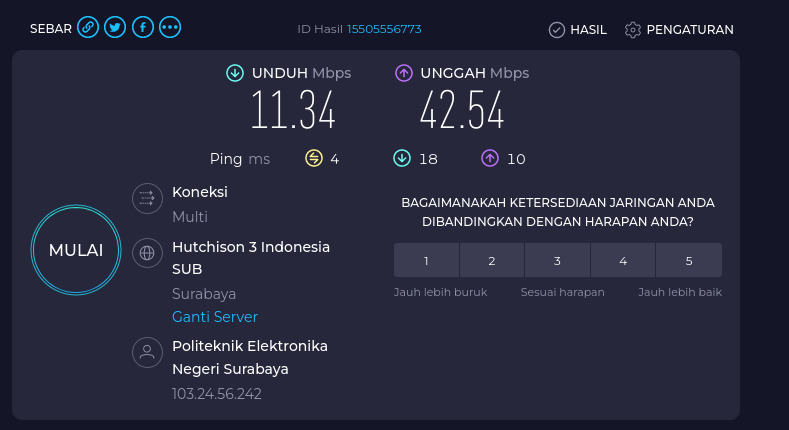 SEBAR
ID Hasil 15505556773
HASIL
PENGATURAN
UNDUH Mbps
11.34
UNGGAH Mbps
42.54
Ping ms
4
18
10
MULAI
Koneksi
Multi
Hutchison 3 Indonesia
SUB
Surabaya
Ganti Server
Politeknik Elektronika
Negeri Surabaya
103.24.56.242
BAGAIMANAKAH KETERSEDIAAN JARINGAN ANDA
DIBANDINGKAN DENGAN HARAPAN ANDA?
1 2 3 4 5
Jauh lebih buruk Sesuai harapan Jauh lebih baik